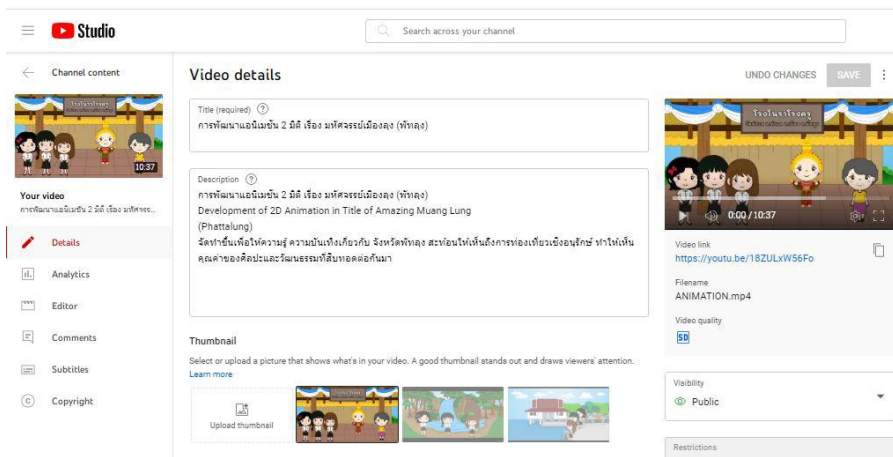 Studio
Search across your channel
Channel content
10:37
Your video
การพัฒนาแอนิเมชัน 2 มิติ เรื่อง มหัศจรร...
Details
Analytics
Editor
Comments
Subtitles
Copyright
Video details
UNDO CHANGES
SAVE
Title (required)
การพัฒนาแอนิเมชัน 2 มิติ เรื่อง มหัศจรรย์เมืองลุง (พัทลุง)
Description
การพัฒนาแอนิเมชัน 2 มิติ เรื่อง มหัศจรรย์เมืองลุง (พัทลุง)
Development of 2D Animation in Title of Amazing Muang Lung
(Phattalung)
จัดทำขึ้นเพื่อให้ความรู้ ความบันเทิงเกี่ยวกับ จังหวัดพัทลุง สะท้อนให้เห็นถึงการท่องเที่ยวเชิงอนุรักษ์ ทำให้เห็น
คุณค่าของศิลปะและวัฒนธรรมที่สืบทอดต่อกันมา
Thumbnail
Select or upload a picture that shows what's in your video. A good thumbnail stands out and draws viewers' attention.
Learn more
Upload thumbnail
โรงโนราโรงครู
0:00 / 10:37
Video link
https://youtu.be/18ZULxW56Fo
Filename
ANIMATION.mp4
Video quality
SD
Visibility
Public
Restrictions